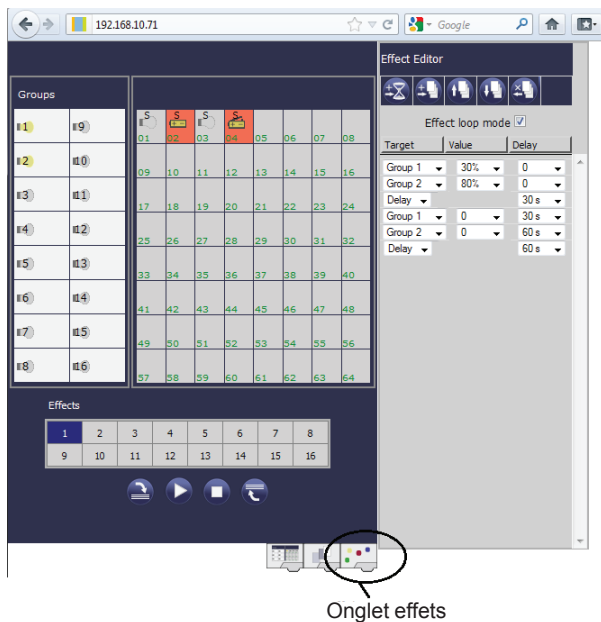 192.168.10.71
Google
Effect Editor
Effect loop mode
Target Value Delay
Group 1 30% 0
Group 2 80% 0
Delay 30 s
Group 1 0 30 s
Group 2 0 60 s
Delay 60 s
Groups
1 9
2 10
3 11
4 12
5 13
6 14
7 15
8 16
S S S S
01 02 03 04 05 06 07 08
09 10 11 12 13 14 15 16
17 18 19 20 21 22 23 24
25 26 27 28 29 30 31 32
33 34 35 36 37 38 39 40
41 42 43 44 45 46 47 48
49 50 51 52 53 54 55 56
57 58 59 60 61 62 63 64
Effects
1 2 3 4 5 6 7 8
9 10 11 12 13 14 15 16
Onglet effets